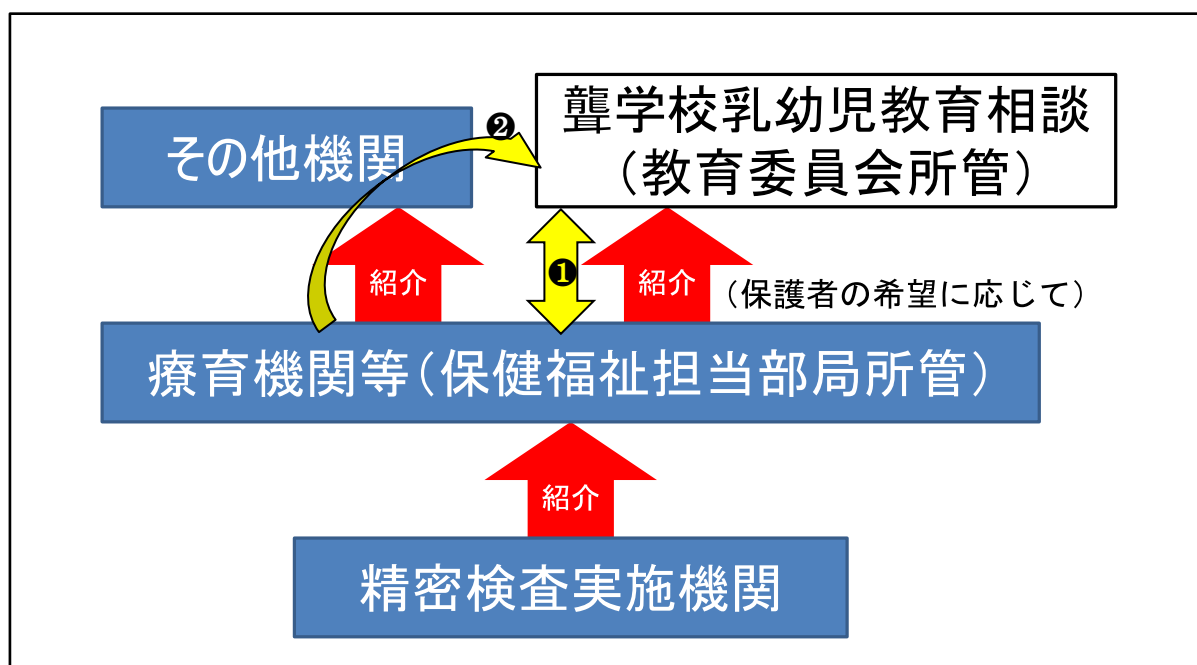 その他機関
❷
聾学校乳幼児教育相談
（教育委員会所管）
紹介
❶
紹介
（保護者の希望に応じて）
療育機関等（保健福祉担当部局所管）
紹介
精密検査実施機関